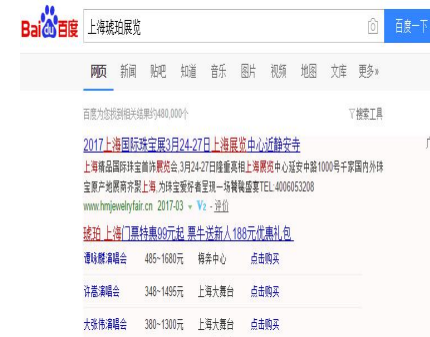 Bai百度 上海琥珀展览 百度一下
网页 新闻 贴吧 知道 音乐 图片 视频 地图 文库 更多»
百度为您找到相关结果约480,000个 搜索工具
2017上海国际珠宝展3月24-27日上海展览中心近静安寺
上海精品国际珠宝首饰展览会,3月24-27日隆重亮相上海展览中心延安中路1000号千家国内外珠
宝原产地展商齐聚上海,为珠宝爱好者呈现一场饕餮盛宴TEL:4006053208
www.hmjewelryfair.cn 2017-03 V2 - 评价
琥珀 上海门票特惠99元起 票牛送新人188元优惠礼包
谭咏麟演唱会 485~1680元 梅奔中心 点击购买
许嵩演唱会 348~1495元 上海大舞台 点击购买
大张伟演唱会 380~1300元 上海大舞台 点击购买